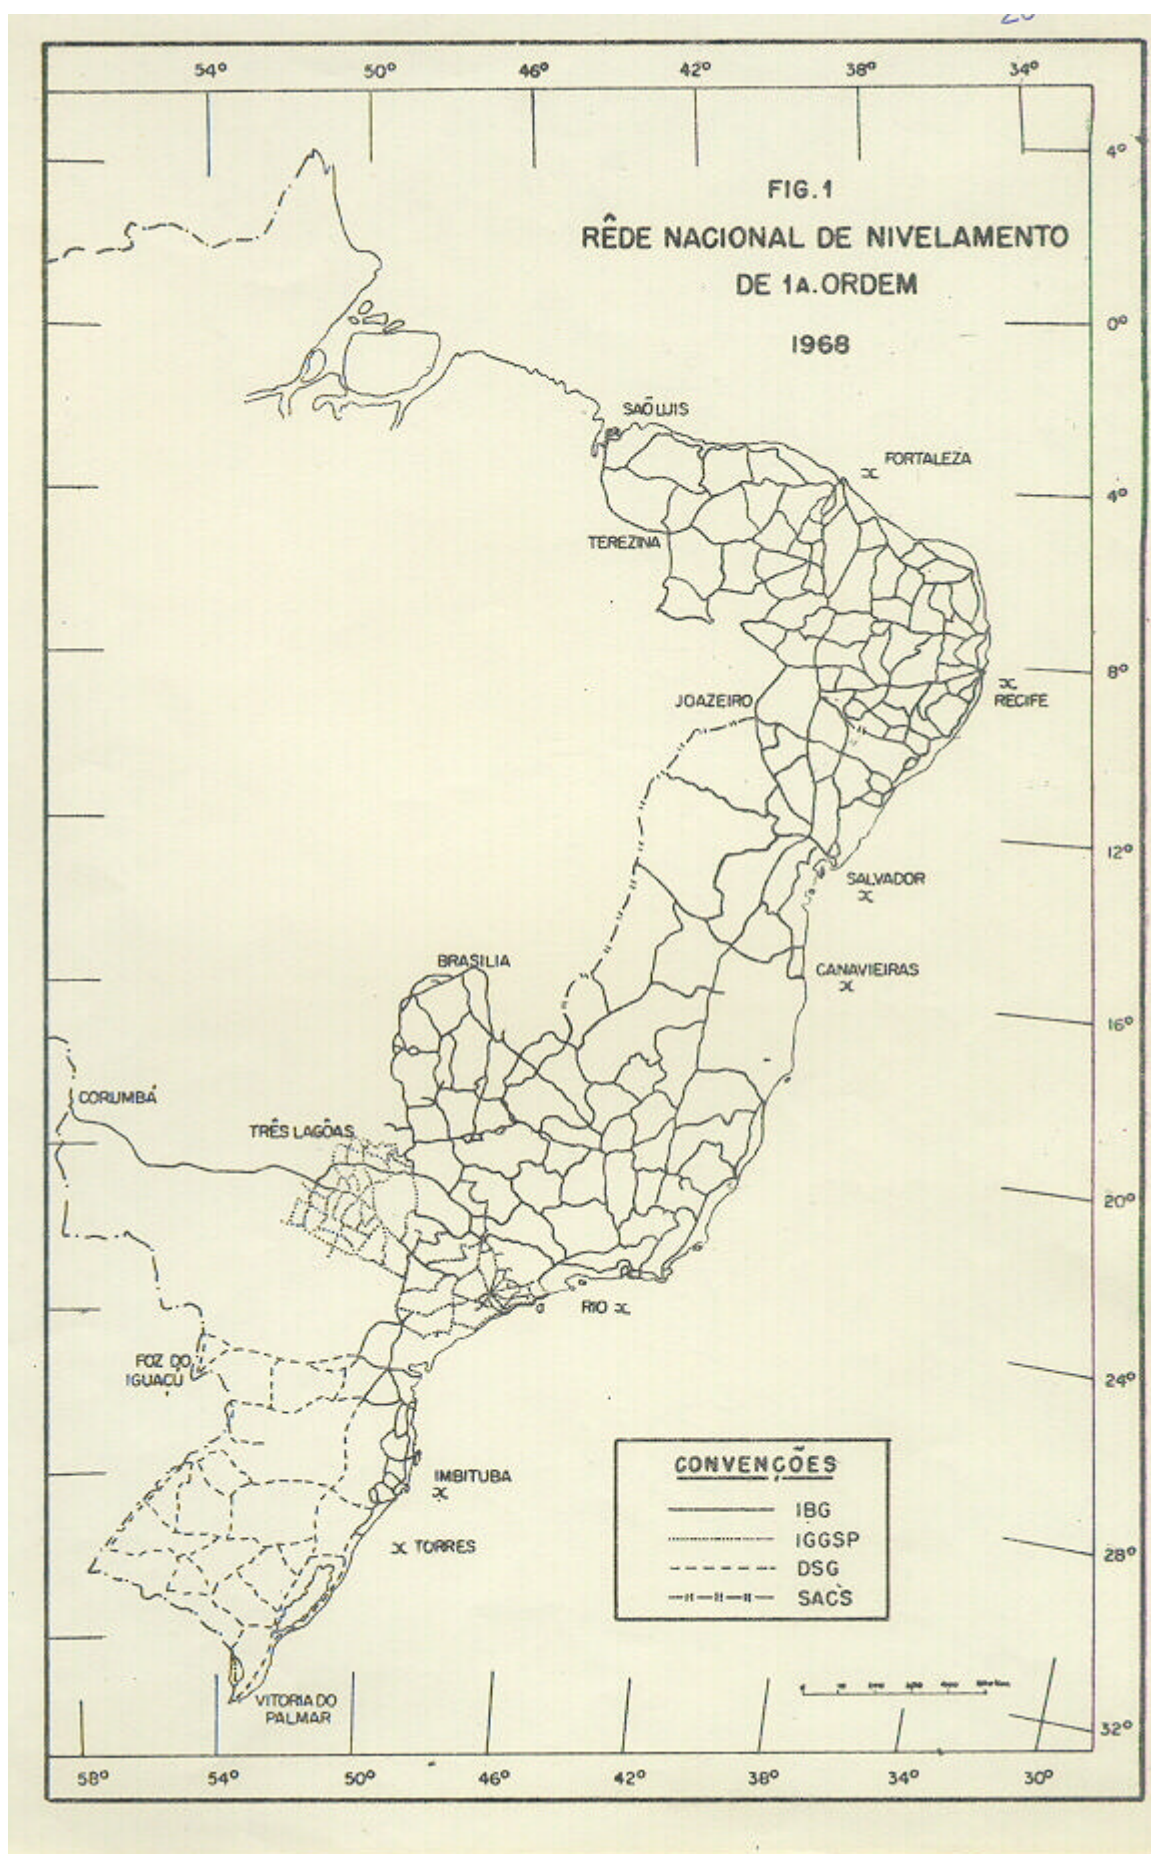 20
54° 50° 46° 42° 38° 34°
4°
FIG.1
RÊDE NACIONAL DE NIVELAMENTO
DE 1A.ORDEM
1968
0°
SAÕ LUIS
FORTALEZA
4°
TEREZINA
8°
JOAZEIRO
RECIFE
12°
SALVADOR
BRASILIA
CANAVIEIRAS
16°
CORUMBÁ
TRÊS LAGÔAS
20°
RIO
FOZ DO
IGUAÇÚ
24°
CONVENÇÕES
IBG
IGGSP
DSG
SACS
IMBITUBA
TORRES
28°
VITORIA DO
PALMAR
32°
58° 54° 50° 46° 42° 38° 34° 30°